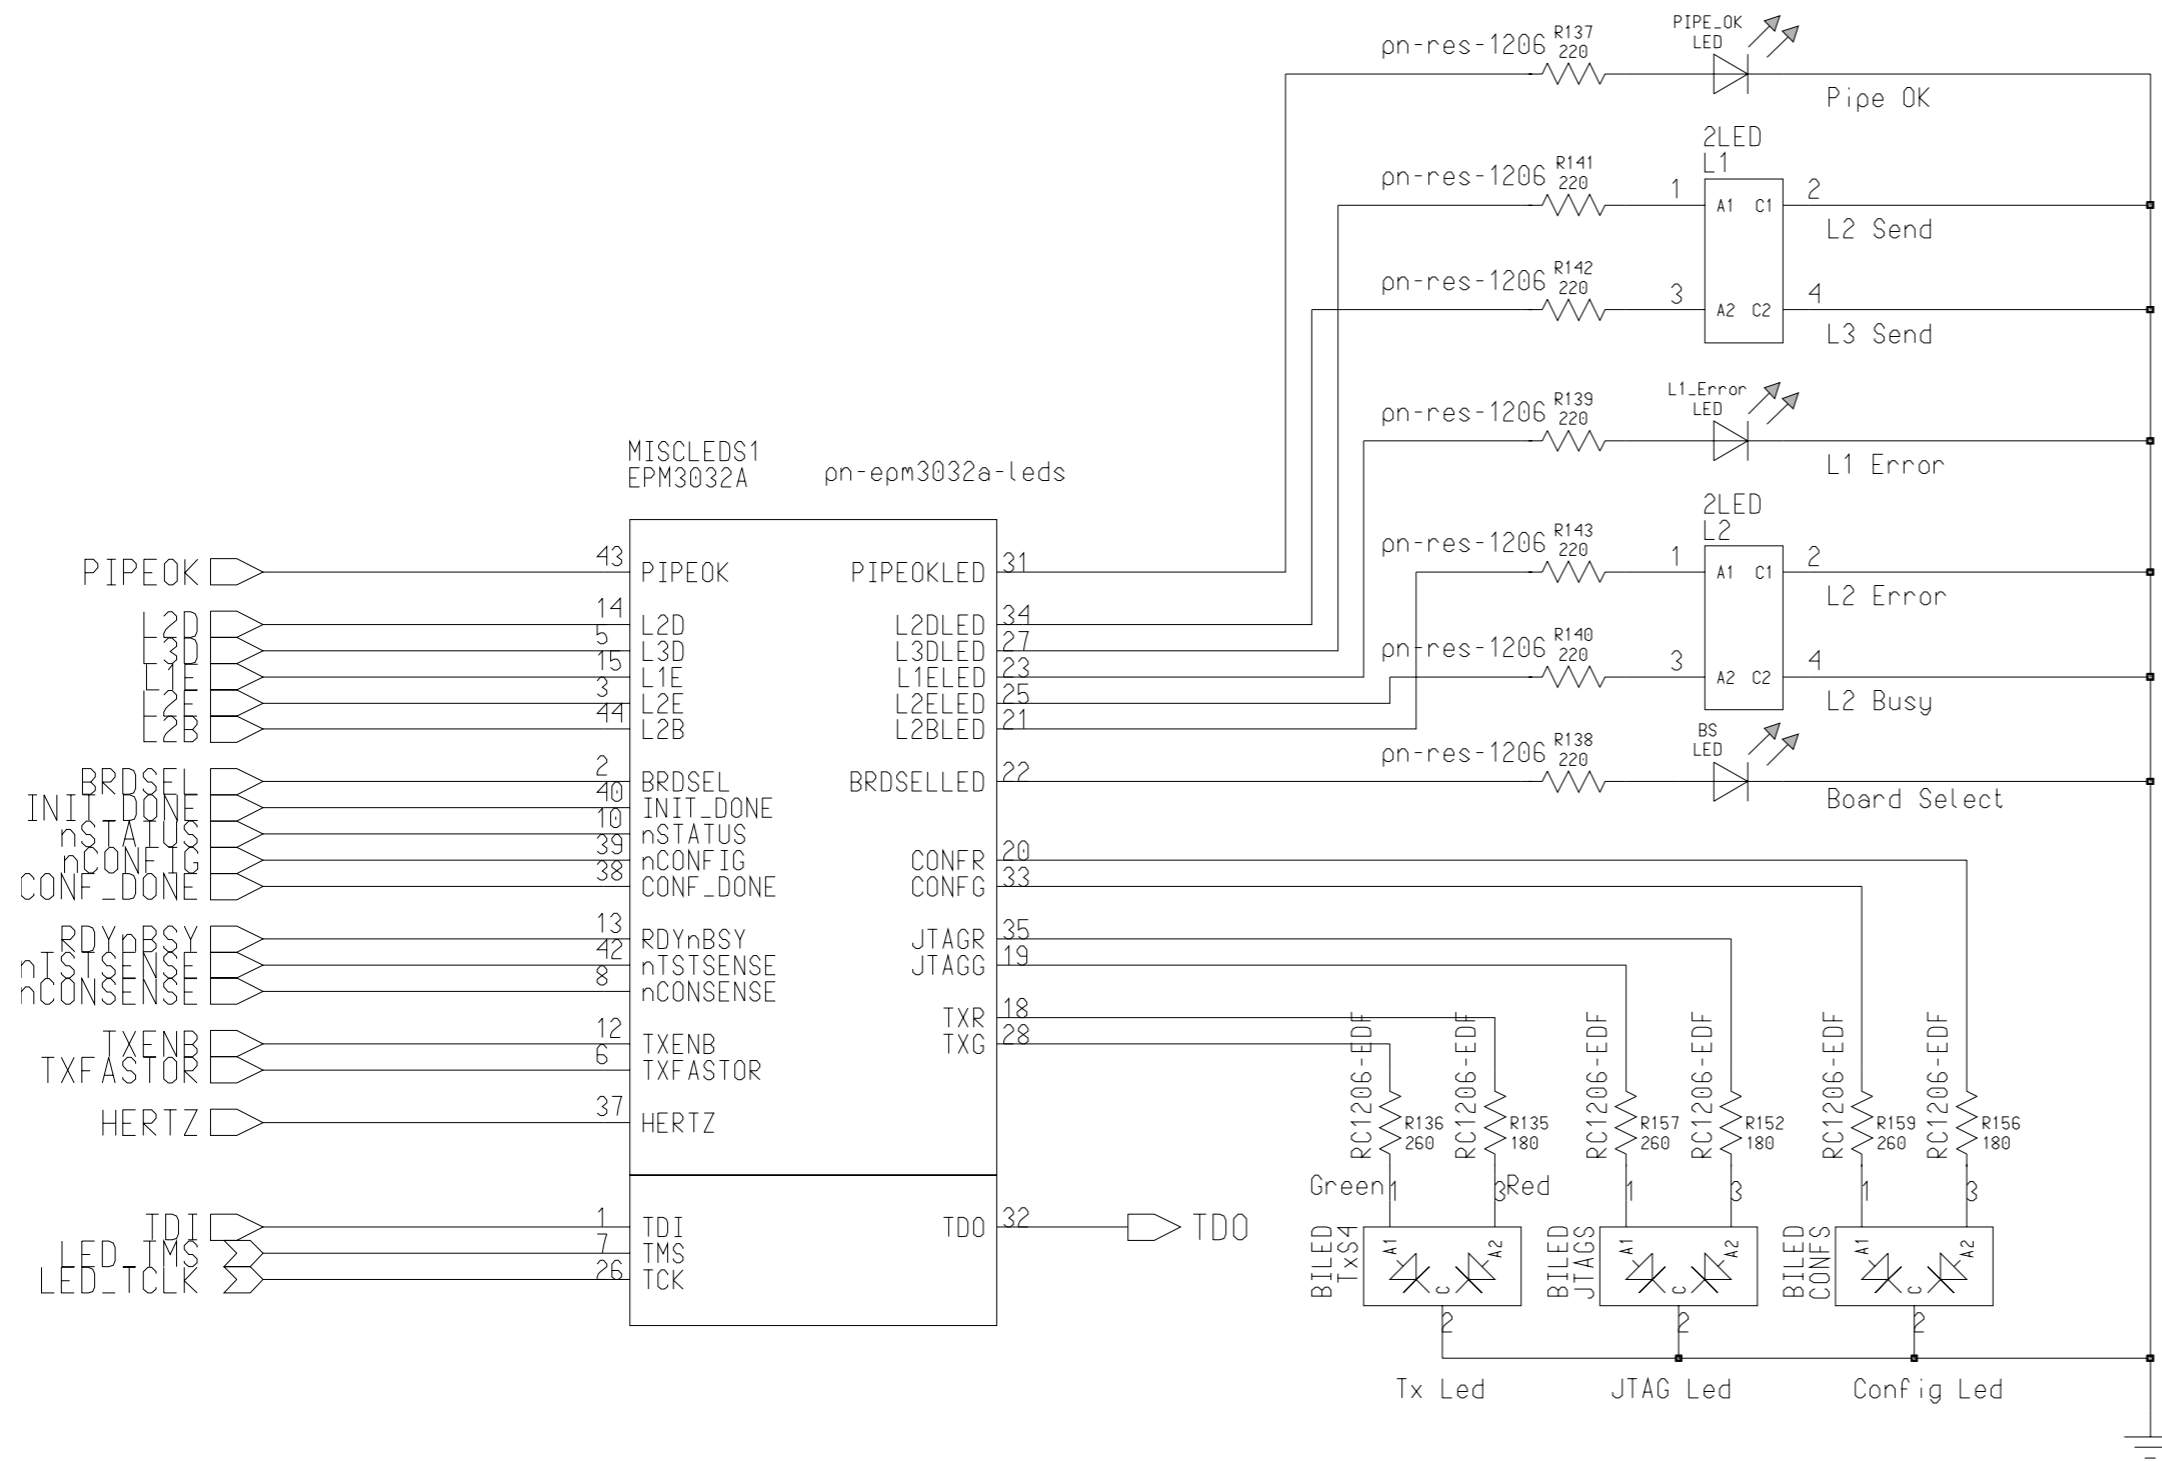 PIPE_OK
LED
pn-res-1206 R137
220
Pipe OK
2LED
L1
pn-res-1206 R141
220
1 A1 C1 2
L2 Send
pn-res-1206 R142
220
3 A2 C2 4
L3 Send
L1_Error
LED
pn-res-1206 R139
220
L1 Error
MISCLEDS1
EPM3032A pn-epm3032a-leds
2LED
L2
pn-res-1206 R143
220
1 A1 C1 2
L2 Error
pn-res-1206 R140
220
3 A2 C2 4
L2 Busy
BS
LED
pn-res-1206 R138
220
Board Select
PIPEOK 43 PIPEOK PIPEOKLED 31
L2D 14 L2D L2DLED 34
L3D 5 L3D L3DLED 27
L1E 15 L1E L1ELED 23
L2E 3 L2E L2ELED 25
L2B 44 L2B L2BLED 21
BRDSEL 2 BRDSEL BRDSELLED 22
INIT_DONE 40 INIT_DONE
nSTATUS 10 nSTATUS
nCONFIG 39 nCONFIG CONFR 20
CONF_DONE 38 CONF_DONE CONFG 33
RDYnBSY 13 RDYnBSY JTAGR 35
nTSTSENSE 42 nTSTSENSE JTAGG 19
nCONSENSE 8 nCONSENSE
TXR 18
TXENB 12 TXENB TXG 28
TXFASTOR 6 TXFASTOR
HERTZ 37 HERTZ
TDI 1 TDI TDO 32 TDO
LED_TMS 7 TMS
LED_TCLK 26 TCK
RC1206-EDF R136
260
RC1206-EDF R135
180
RC1206-EDF R157
260
RC1206-EDF R152
180
RC1206-EDF R159
260
RC1206-EDF R156
180
Green 1 3 Red 1 3 1 3
BILED
TxS4
A1 C A2
2
BILED
JTAGS
A1 C A2
2
BILED
CONFS
A1 C A2
2
Tx Led JTAG Led Config Led